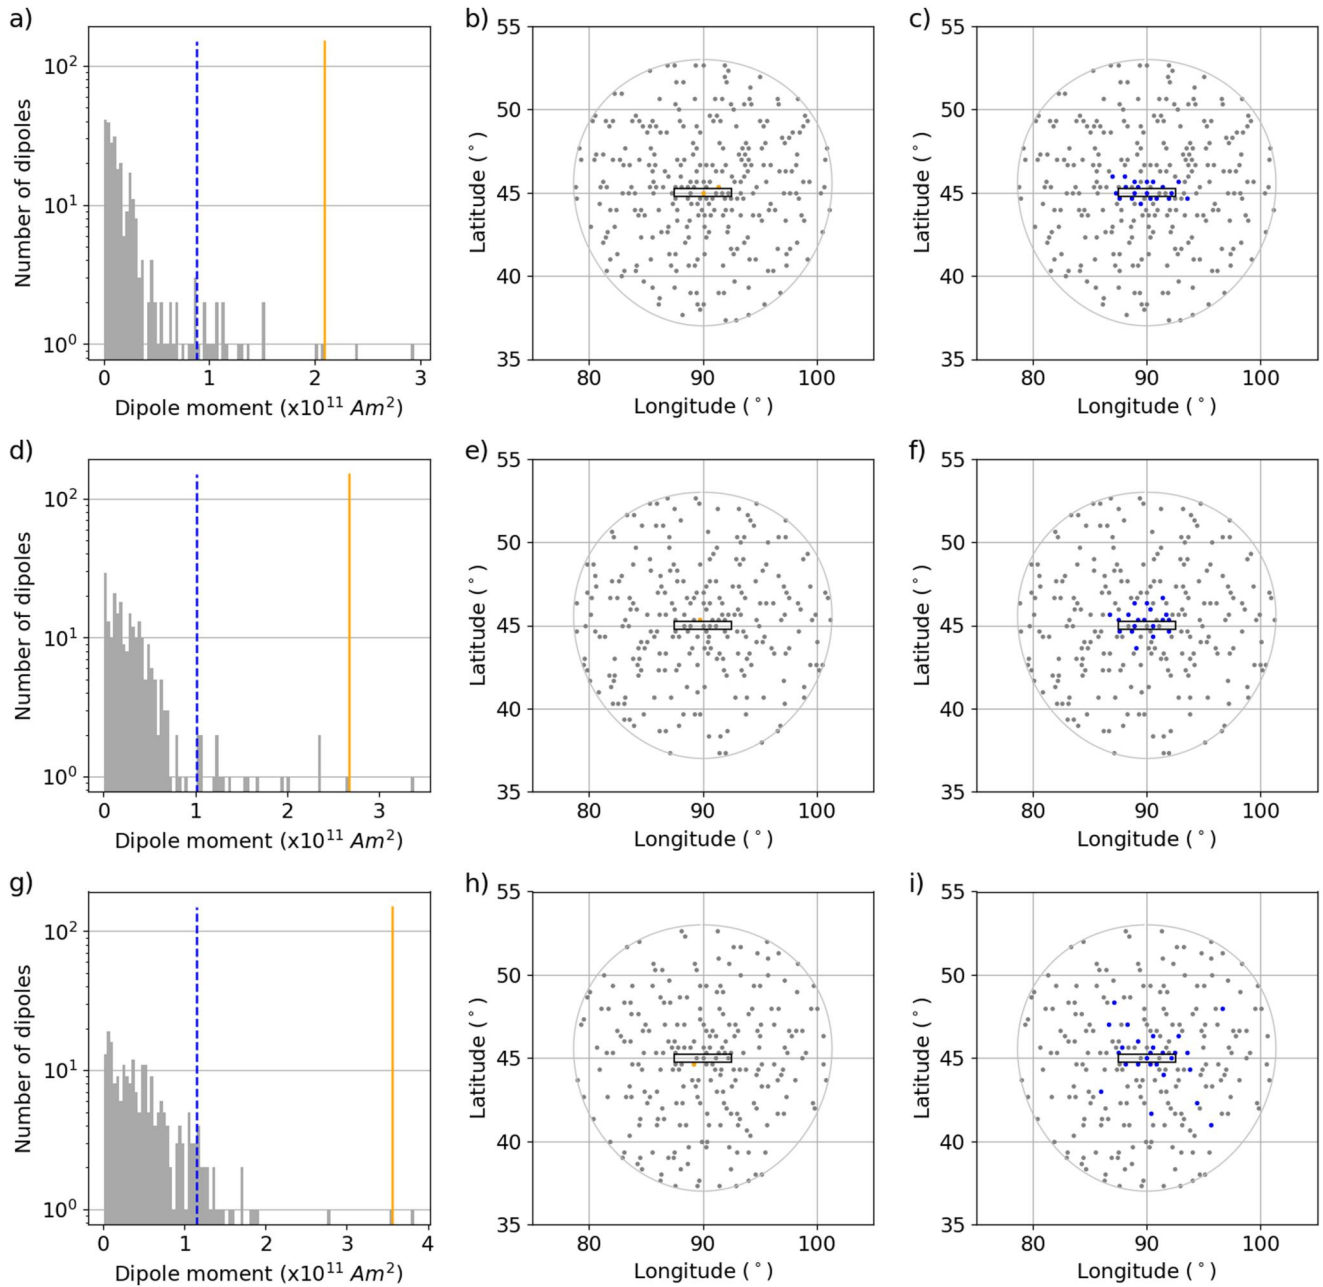 a)
Number of dipoles
10²
10¹
10⁰
0 1 2 3
Dipole moment (x10¹¹ Am²)
b)
Latitude (°)
55
50
45
40
35
80 90 100
Longitude (°)
c)
Latitude (°)
55
50
45
40
35
80 90 100
Longitude (°)
d)
Number of dipoles
10²
10¹
10⁰
0 1 2 3
Dipole moment (x10¹¹ Am²)
e)
Latitude (°)
55
50
45
40
35
80 90 100
Longitude (°)
f)
Latitude (°)
55
50
45
40
35
80 90 100
Longitude (°)
g)
Number of dipoles
10²
10¹
10⁰
0 1 2 3 4
Dipole moment (x10¹¹ Am²)
h)
Latitude (°)
55
50
45
40
35
80 90 100
Longitude (°)
i)
Latitude (°)
55
50
45
40
35
80 90 100
Longitude (°)